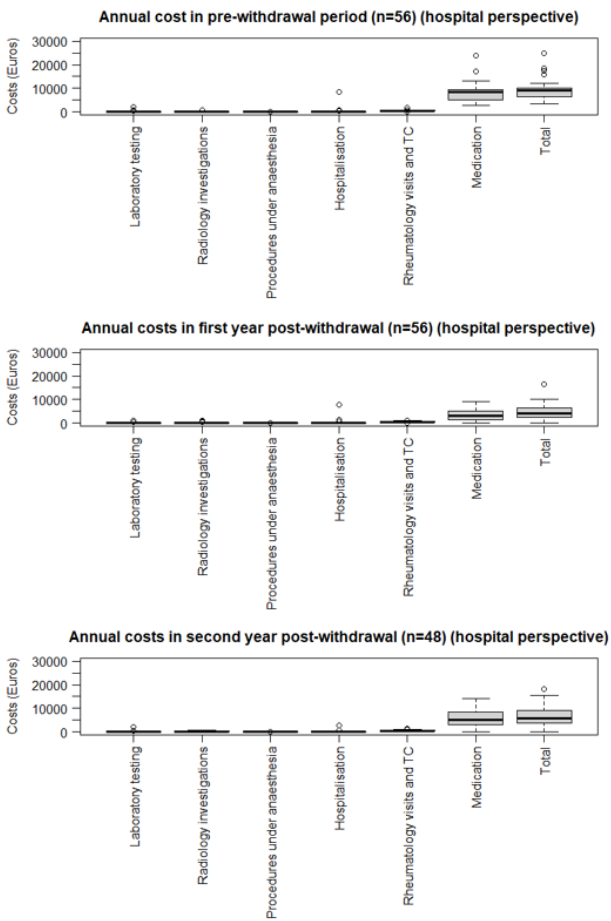 Annual cost in pre-withdrawal period (n=56) (hospital perspective)
Costs (Euros)
30000
20000
10000
0
Laboratory testing
Radiology investigations
Procedures under anaesthesia
Hospitalisation
Rheumatology visits and TC
Medication
Total
Annual costs in first year post-withdrawal (n=56) (hospital perspective)
Costs (Euros)
30000
20000
10000
0
Laboratory testing
Radiology investigations
Procedures under anaesthesia
Hospitalisation
Rheumatology visits and TC
Medication
Total
Annual costs in second year post-withdrawal (n=48) (hospital perspective)
Costs (Euros)
30000
20000
10000
0
Laboratory testing
Radiology investigations
Procedures under anaesthesia
Hospitalisation
Rheumatology visits and TC
Medication
Total